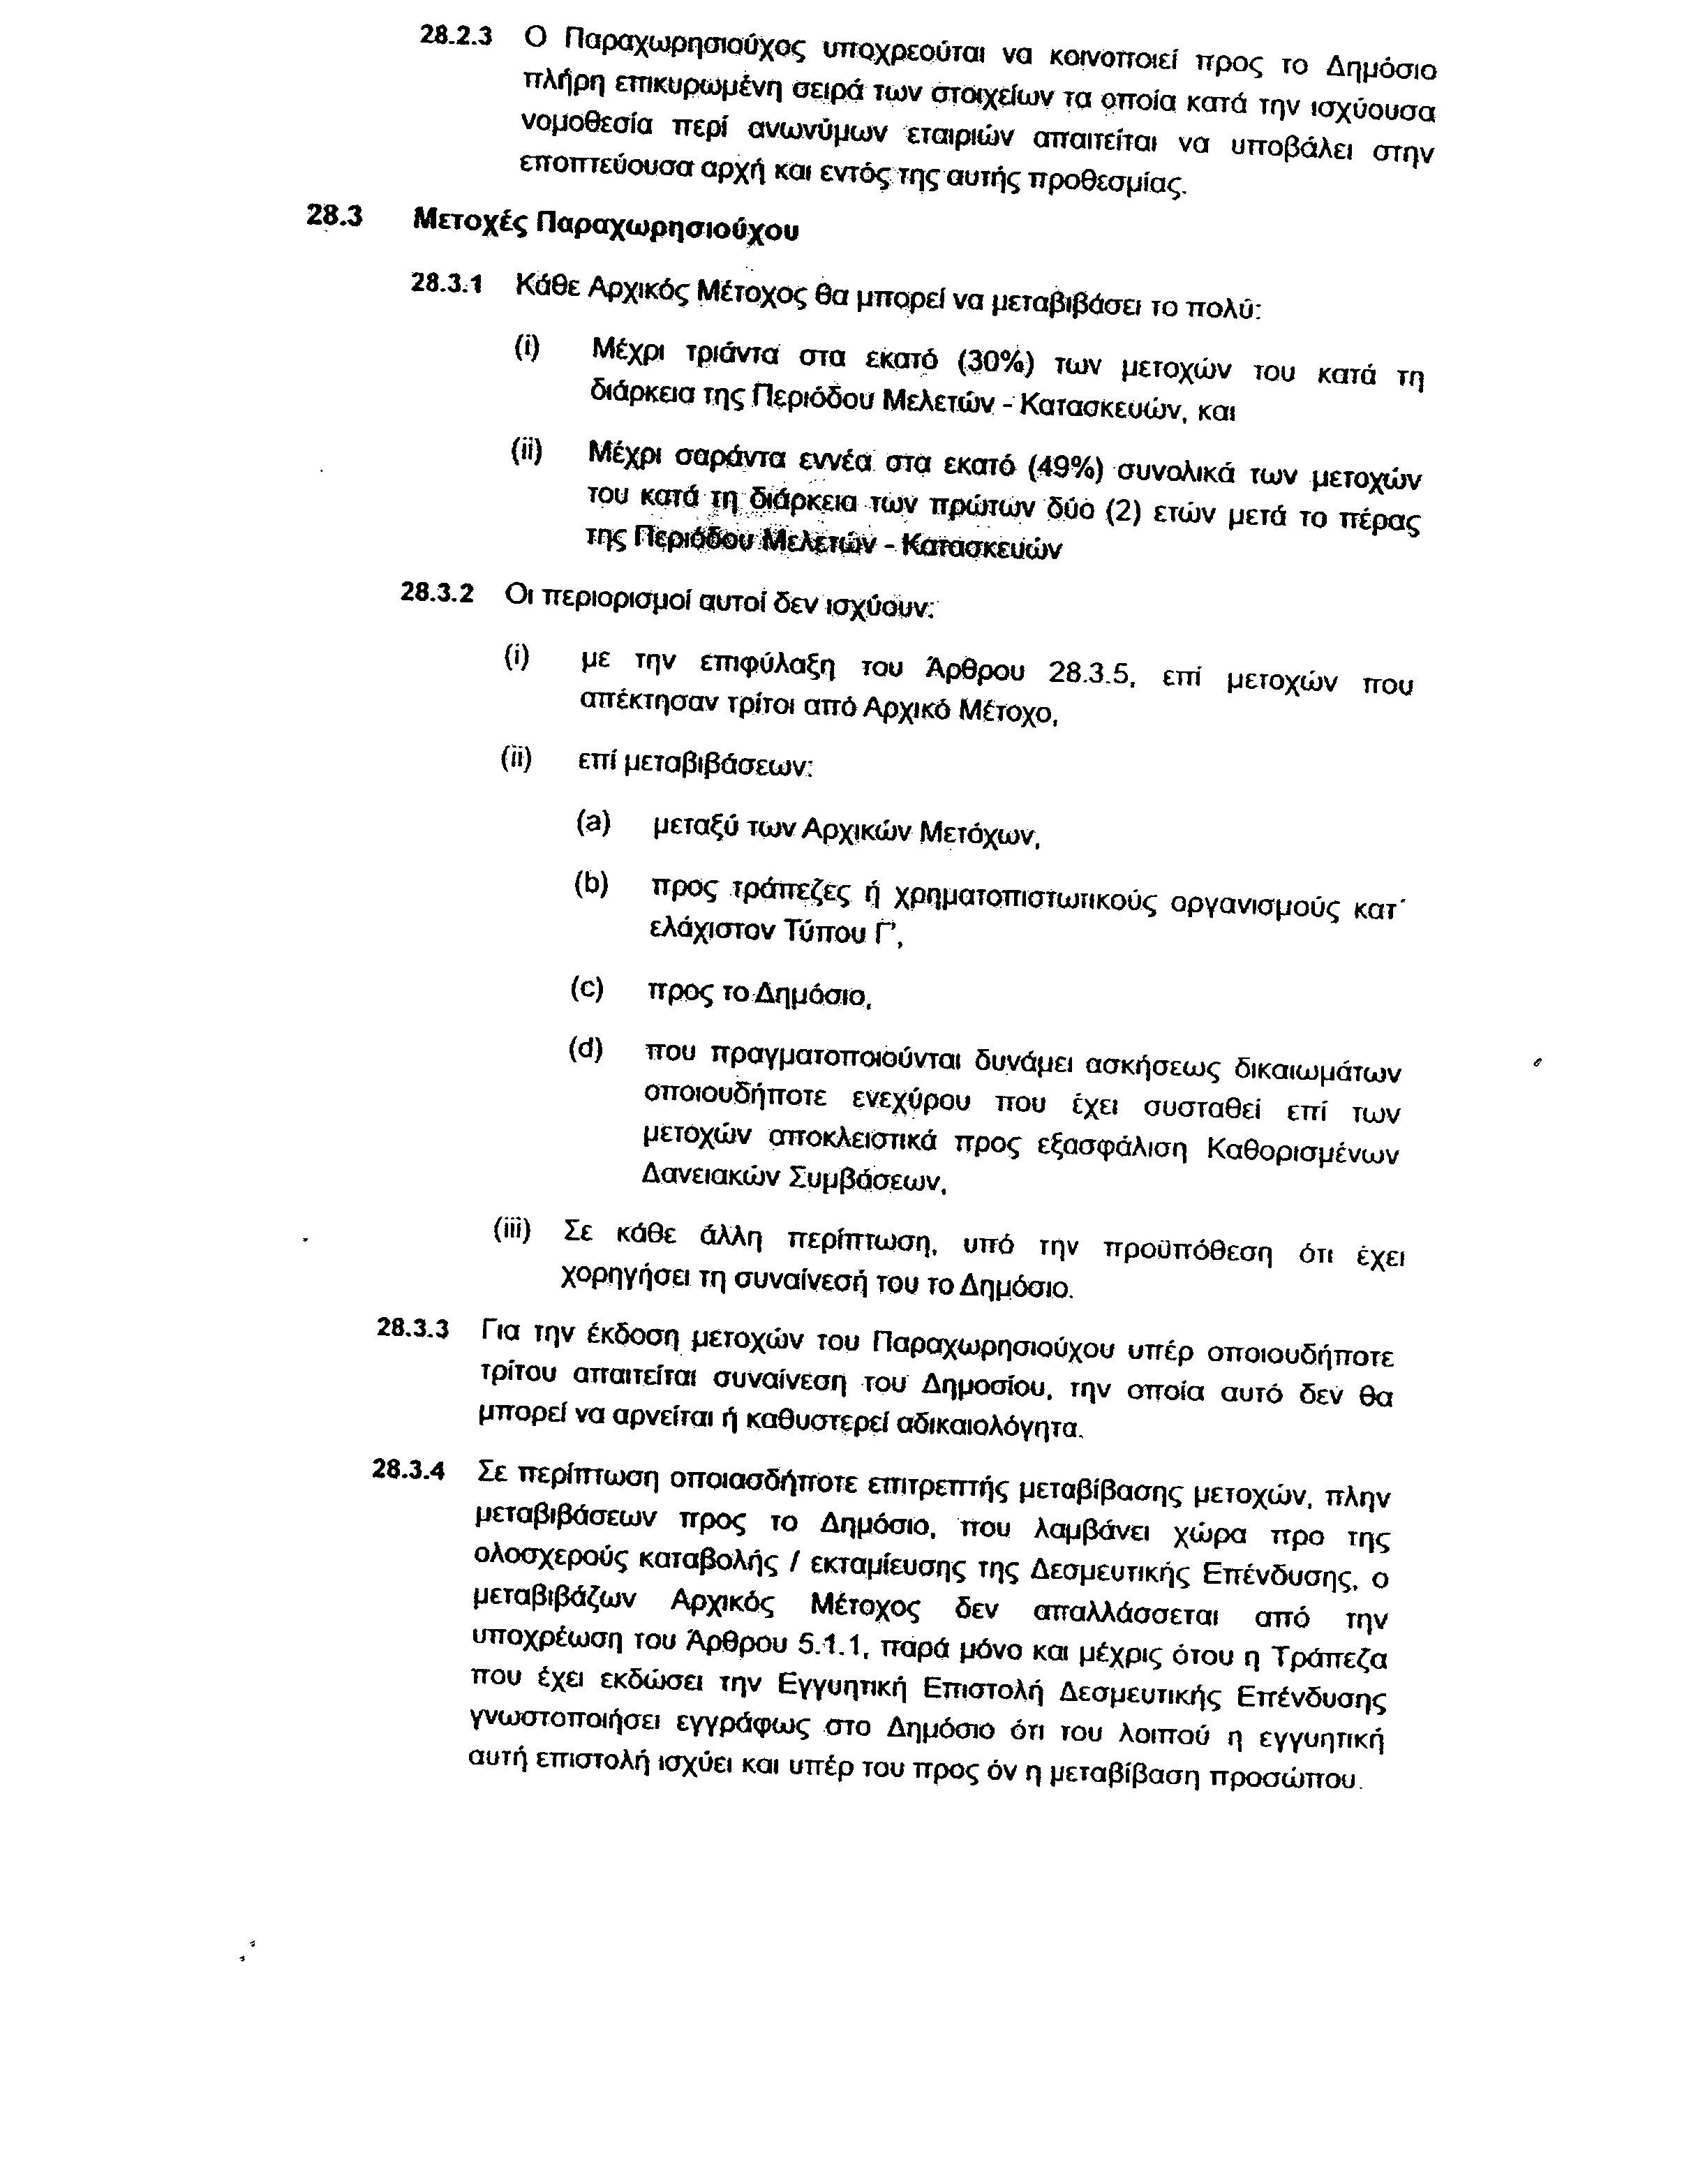 28.2.3 Ο Παραχωρησιούχος υποχρεούται να κοινοποιεί προς το Δημόσιο
πλήρη επικυρωμένη σειρά των στοιχείων τα οποία κατά την ισχύουσα
νομοθεσία περί ανωνύμων εταιριών απαιτείται να υποβάλει στην
εποπτεύουσα αρχή και εντός της αυτής προθεσμίας.
28.3 Μετοχές Παραχωρησιούχου
28.3.1 Κάθε Αρχικός Μέτοχος θα μπορεί να μεταβιβάσει το πολύ:
(i) Μέχρι τριάντα στα εκατό (30%) των μετοχών του κατά τη
διάρκεια της Περιόδου Μελετών - Κατασκευών, και
(ii) Μέχρι σαράντα εννέα στα εκατό (49%) συνολικά των μετοχών
του κατά τη διάρκεια των πρώτων δύο (2) ετών μετά το πέρας
της Περιόδου Μελετών - Κατασκευών
28.3.2 Οι περιορισμοί αυτοί δεν ισχύουν:
(i) με την επιφύλαξη του Άρθρου 28.3.5, επί μετοχών που
απέκτησαν τρίτοι από Αρχικό Μέτοχο,
(ii) επί μεταβιβάσεων:
(a) μεταξύ των Αρχικών Μετόχων,
(b) προς τράπεζες ή χρηματοπιστωτικούς οργανισμούς κατ΄
ελάχιστον Τύπου Γ',
(c) προς το Δημόσιο,
(d) που πραγματοποιούνται δυνάμει ασκήσεως δικαιωμάτων
οποιουδήποτε ενεχύρου που έχει συσταθεί επί των
μετοχών αποκλειστικά προς εξασφάλιση Καθορισμένων
Δανειακών Συμβάσεων,
(iii) Σε κάθε άλλη περίπτωση, υπό την προϋπόθεση ότι έχει
χορηγήσει τη συναίνεσή του το Δημόσιο.
28.3.3 Για την έκδοση μετοχών του Παραχωρησιούχου υπέρ οποιουδήποτε
τρίτου απαιτείται συναίνεση του Δημοσίου, την οποία αυτό δεν θα
μπορεί να αρνείται ή καθυστερεί αδικαιολόγητα.
28.3.4 Σε περίπτωση οποιασδήποτε επιτρεπτής μεταβίβασης μετοχών, πλην
μεταβιβάσεων προς το Δημόσιο, που λαμβάνει χώρα προ της
ολοσχερούς καταβολής / εκταμίευσης της Δεσμευτικής Επένδυσης, ο
μεταβιβάζων Αρχικός Μέτοχος δεν απαλλάσσεται από την
υποχρέωση του Άρθρου 5.1.1, παρά μόνο και μέχρις ότου η Τράπεζα
που έχει εκδώσει την Εγγυητική Επιστολή Δεσμευτικής Επένδυσης
γνωστοποιήσει εγγράφως στο Δημόσιο ότι του λοιπού η εγγυητική
αυτή επιστολή ισχύει και υπέρ του προς όν η μεταβίβαση προσώπου.